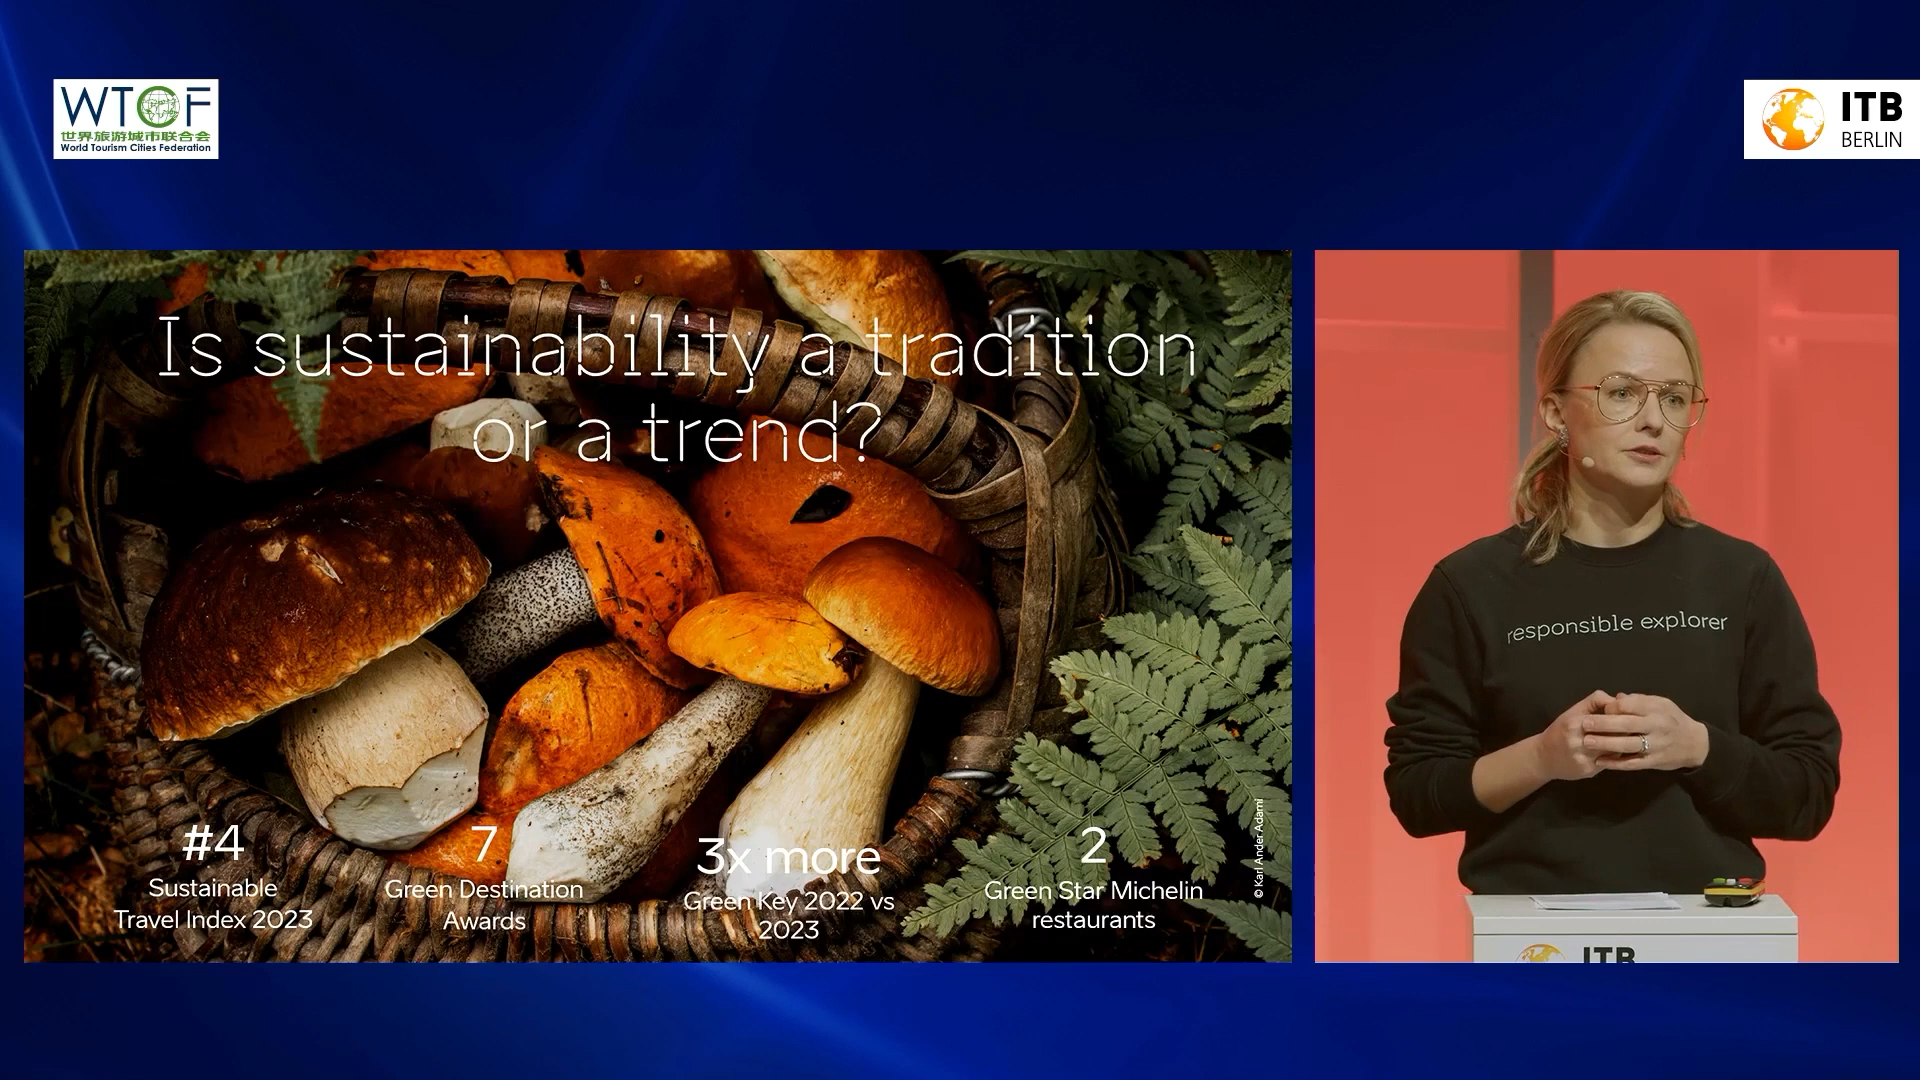 WTCF
世界旅游城市联合会
World Tourism Cities Federation
ITB
BERLIN
Is sustainability a tradition
or a trend?
#4
Sustainable
Travel Index 2023
7
Green Destination
Awards
3x more
Green Key 2022 vs
2023
2
Green Star Michelin
restaurants
© Karl Ander Adami
responsible explorer
ITB